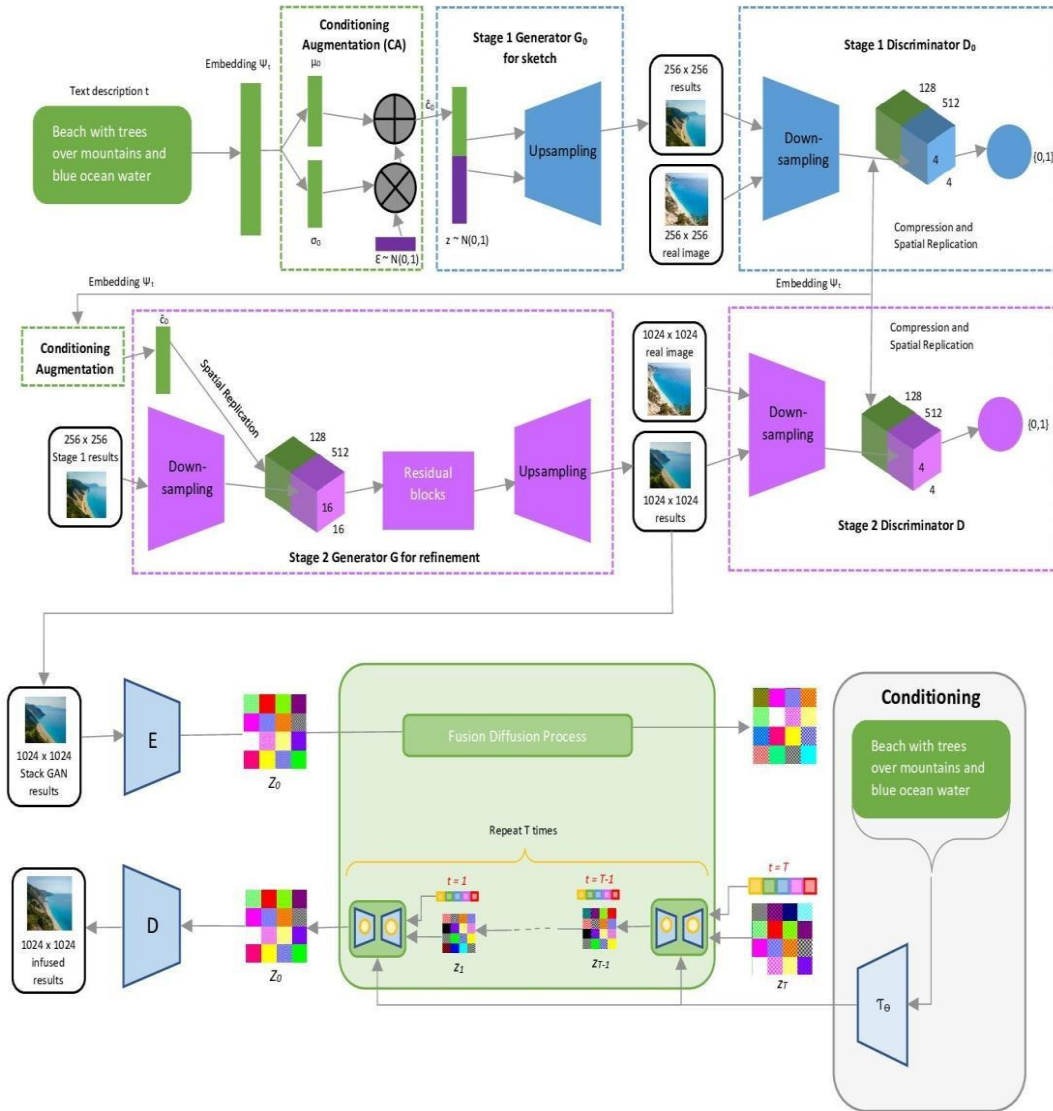 Text description t
Beach with trees
over mountains and
blue ocean water
Embedding Ψt
Conditioning
Augmentation (CA)
μ0
σ0
ĉ0
Ɛ ~ N(0,1)
Stage 1 Generator G0
for sketch
Upsampling
z ~ N(0,1)
256 x 256
results
256 x 256
real image
Stage 1 Discriminator D0
Down-
sampling
128
512
4
4
{0,1}
Compression and
Spatial Replication
Embedding Ψt
Embedding Ψt
Conditioning
Augmentation
ĉ0
Spatial Replication
256 x 256
Stage 1 results
Down-
sampling
128
512
16
16
Residual
blocks
Upsampling
Stage 2 Generator G for refinement
1024 x 1024
real image
1024 x 1024
results
Compression and
Spatial Replication
Down-
sampling
128
512
4
4
{0,1}
Stage 2 Discriminator D
1024 x 1024
Stack GAN
results
E
Z0
Fusion Diffusion Process
Conditioning
Beach with trees
over mountains and
blue ocean water
Repeat T times
1024 x 1024
infused
results
D
Z0
t = 1
z1
t = T-1
zT-1
t = T
zT
τθ